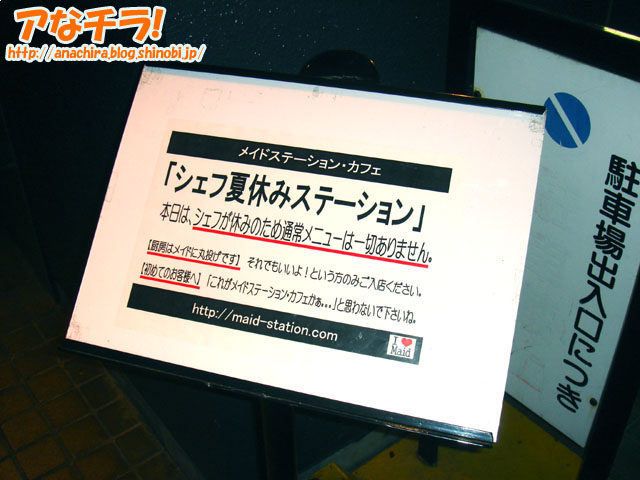 アなチラ!
http://anachira.blog.shinobi.jp/
メイドステーション・カフェ
「シェフ夏休みステーション」
本日は、シェフが休みのため通常メニューは一切ありません。
【厨房はメイドに丸投げです】 それでもいいよ!という方のみご入店ください。
【初めてのお客様へ】「これがメイドステーション・カフェかぁ...」と思わないで下さいね。
http://maid-station.com
I ❤
Maid
駐車場出入口につき